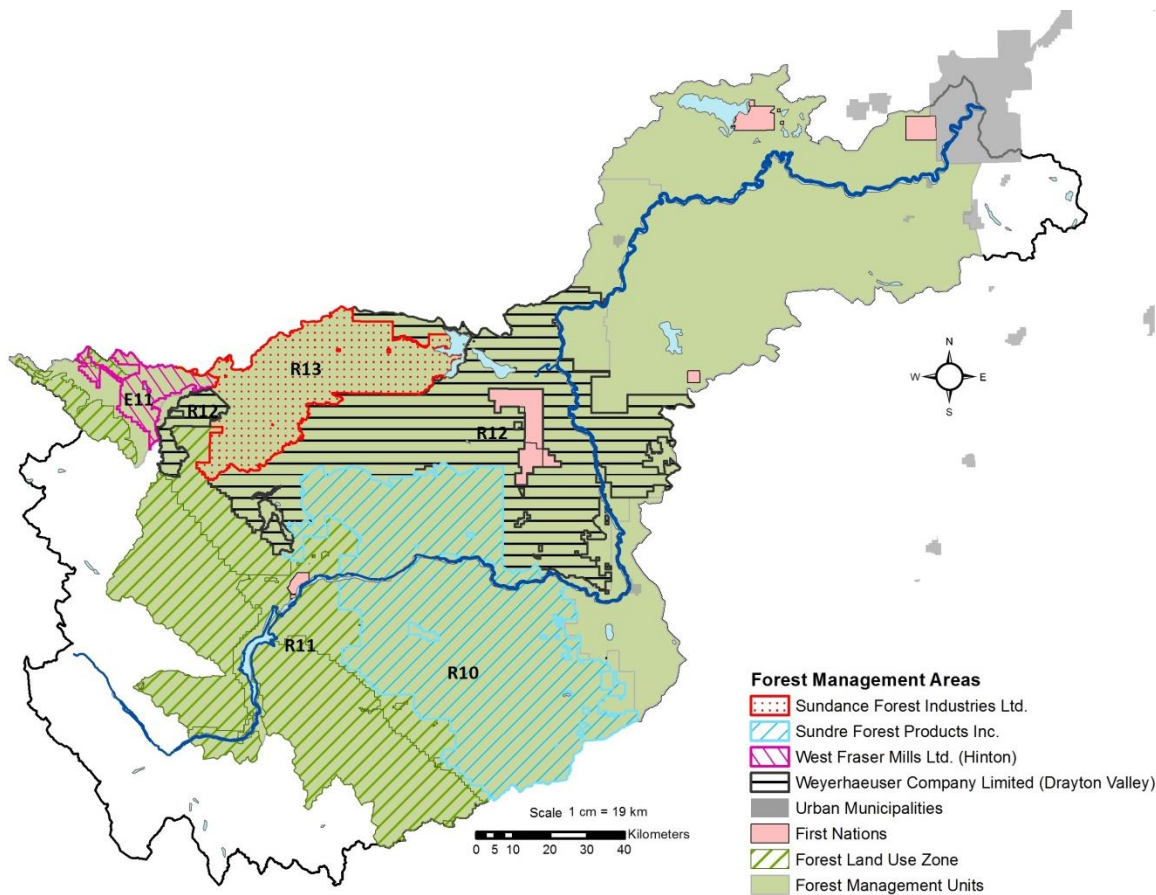 N
W E
S
R13
E11
R12
R12
R11
R10
Forest Management Areas
Sundance Forest Industries Ltd.
Sundre Forest Products Inc.
West Fraser Mills Ltd. (Hinton)
Weyerhaeuser Company Limited (Drayton Valley)
Urban Municipalities
First Nations
Forest Land Use Zone
Forest Management Units
Scale 1 cm = 19 km
Kilometers
0 5 10 20 30 40